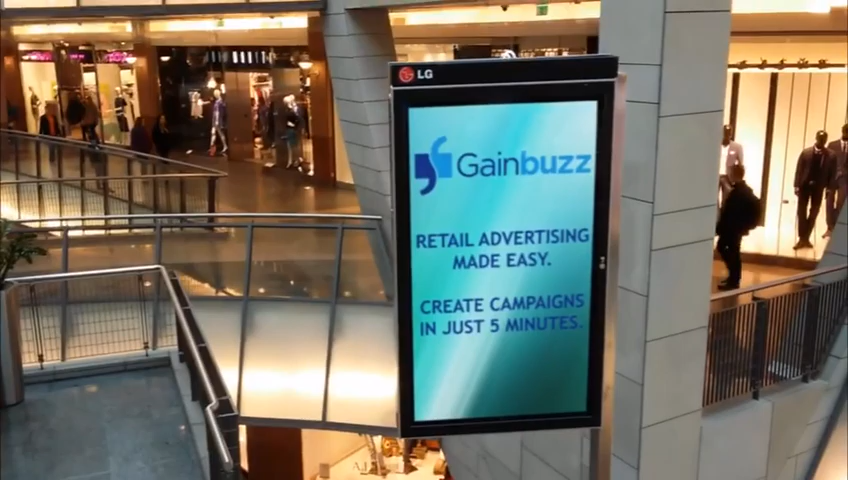 LG
Gainbuzz
RETAIL ADVERTISING
MADE EASY.
CREATE CAMPAIGNS
IN JUST 5 MINUTES.